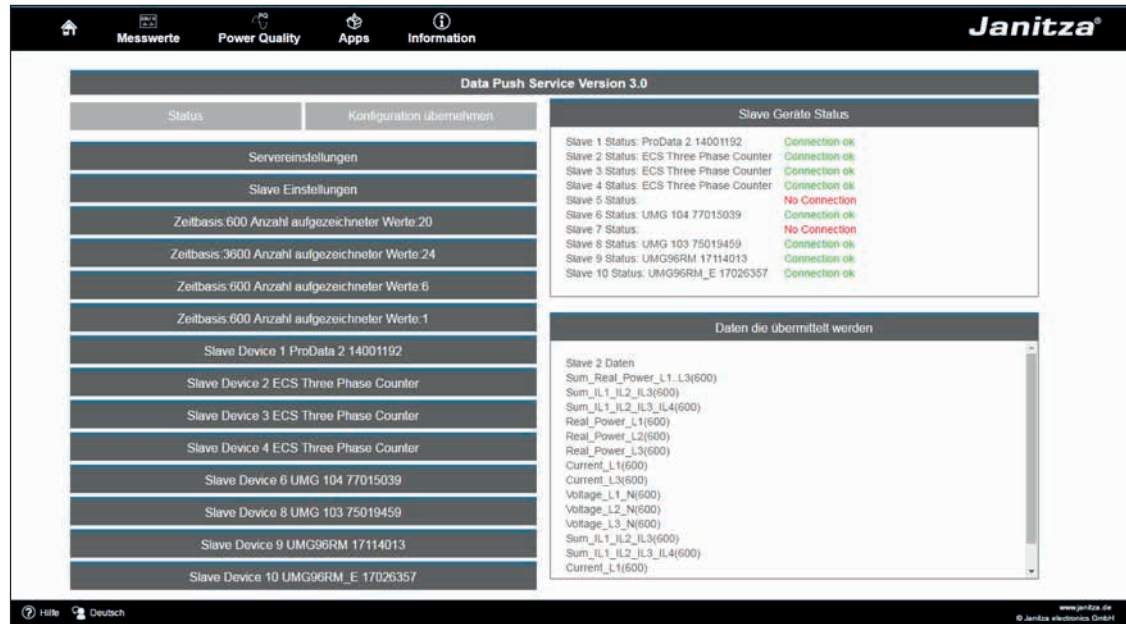 Messwerte
Power Quality
Apps
Information
Janitza®
Data Push Service Version 3.0
Status
Konfiguration übernehmen
Servereinstellungen
Slave Einstellungen
Zeitbasis:600 Anzahl aufgezeichneter Werte:20
Zeitbasis:3600 Anzahl aufgezeichneter Werte:24
Zeitbasis:600 Anzahl aufgezeichneter Werte:6
Zeitbasis:600 Anzahl aufgezeichneter Werte:1
Slave Device 1 ProData 2 14001192
Slave Device 2 ECS Three Phase Counter
Slave Device 3 ECS Three Phase Counter
Slave Device 4 ECS Three Phase Counter
Slave Device 6 UMG 104 77015039
Slave Device 8 UMG 103 75019459
Slave Device 9 UMG96RM 17114013
Slave Device 10 UMG96RM_E 17026357
Slave Geräte Status
Slave 1 Status: ProData 2 14001192 Connection ok
Slave 2 Status: ECS Three Phase Counter Connection ok
Slave 3 Status: ECS Three Phase Counter Connection ok
Slave 4 Status: ECS Three Phase Counter Connection ok
Slave 5 Status: No Connection
Slave 6 Status: UMG 104 77015039 Connection ok
Slave 7 Status: No Connection
Slave 8 Status: UMG 103 75019459 Connection ok
Slave 9 Status: UMG96RM 17114013 Connection ok
Slave 10 Status: UMG96RM_E 17026357 Connection ok
Daten die übermittelt werden
Slave 2 Daten
Sum_Real_Power_L1..L3(600)
Sum_IL1_IL2_IL3(600)
Sum_IL1_IL2_IL3_IL4(600)
Real_Power_L1(600)
Real_Power_L2(600)
Real_Power_L3(600)
Current_L1(600)
Current_L3(600)
Voltage_L1_N(600)
Voltage_L2_N(600)
Voltage_L3_N(600)
Sum_IL1_IL2_IL3(600)
Sum_IL1_IL2_IL3_IL4(600)
Current_L1(600)
Hilfe
Deutsch
www.janitza.de
© Janitza electronics GmbH